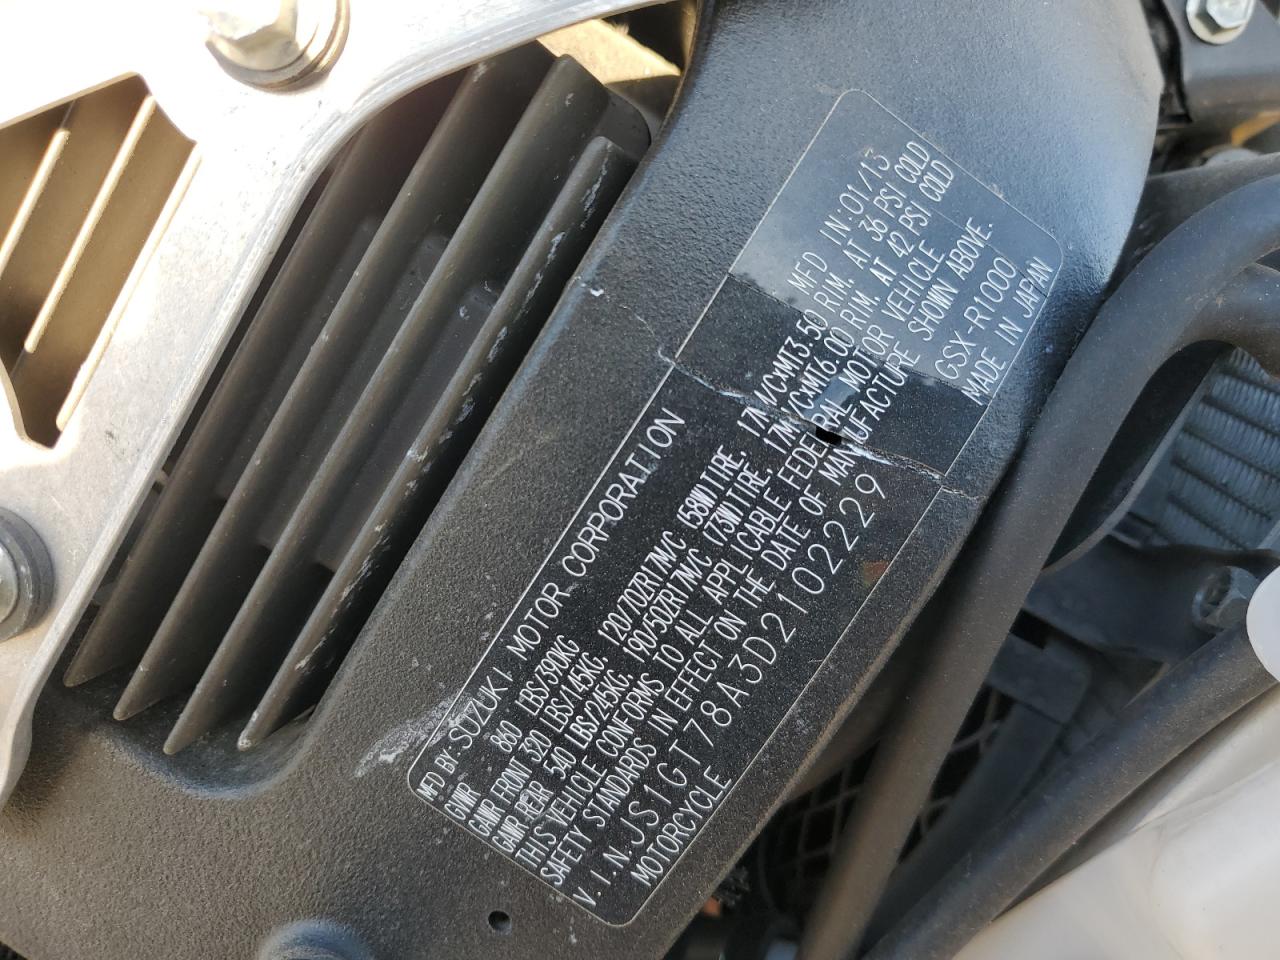 MFD BY:SUZUKI MOTOR CORPORATION MFD IN:01/13
GVWR 860 LBS/390KG
GAWR FRON 320 LBS/145KG. 120/70ZR17M/C (58W)TIRE. 17M/CxMT3.50 RIM. AT 36 PSI COLD
GAWR-REAR 540 LBS/245KG. 190/50ZR17M/C (73W)TIRE. 17M/CxMT6.00 RIM. AT 42 PSI COLD
THIS VEHICLE CONFORMS TO ALL APPLICABLE FEDERAL MOTOR VEHICLE
SAFETY STANDARDS IN EFFECT ON THE DATE OF MANUFACTURE SHOWN ABOVE.
V.I.N.JS1GT78A3D2102229 GSX-R1000
MOTORCYCLE MADE IN JAPAN